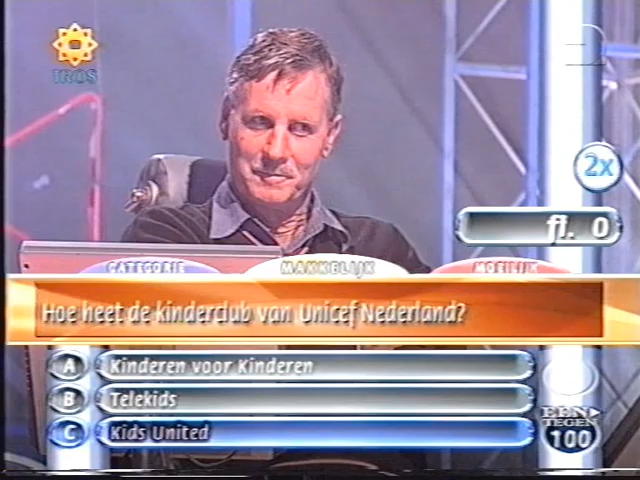 TROS
2x
fl. 0
CATEGORIE
MAKKELIJK
MOEILIJK
Hoe heet de kinderclub van Unicef Nederland?
A Kinderen voor Kinderen
B Telekids
C Kids United
EEN
TEGEN
100